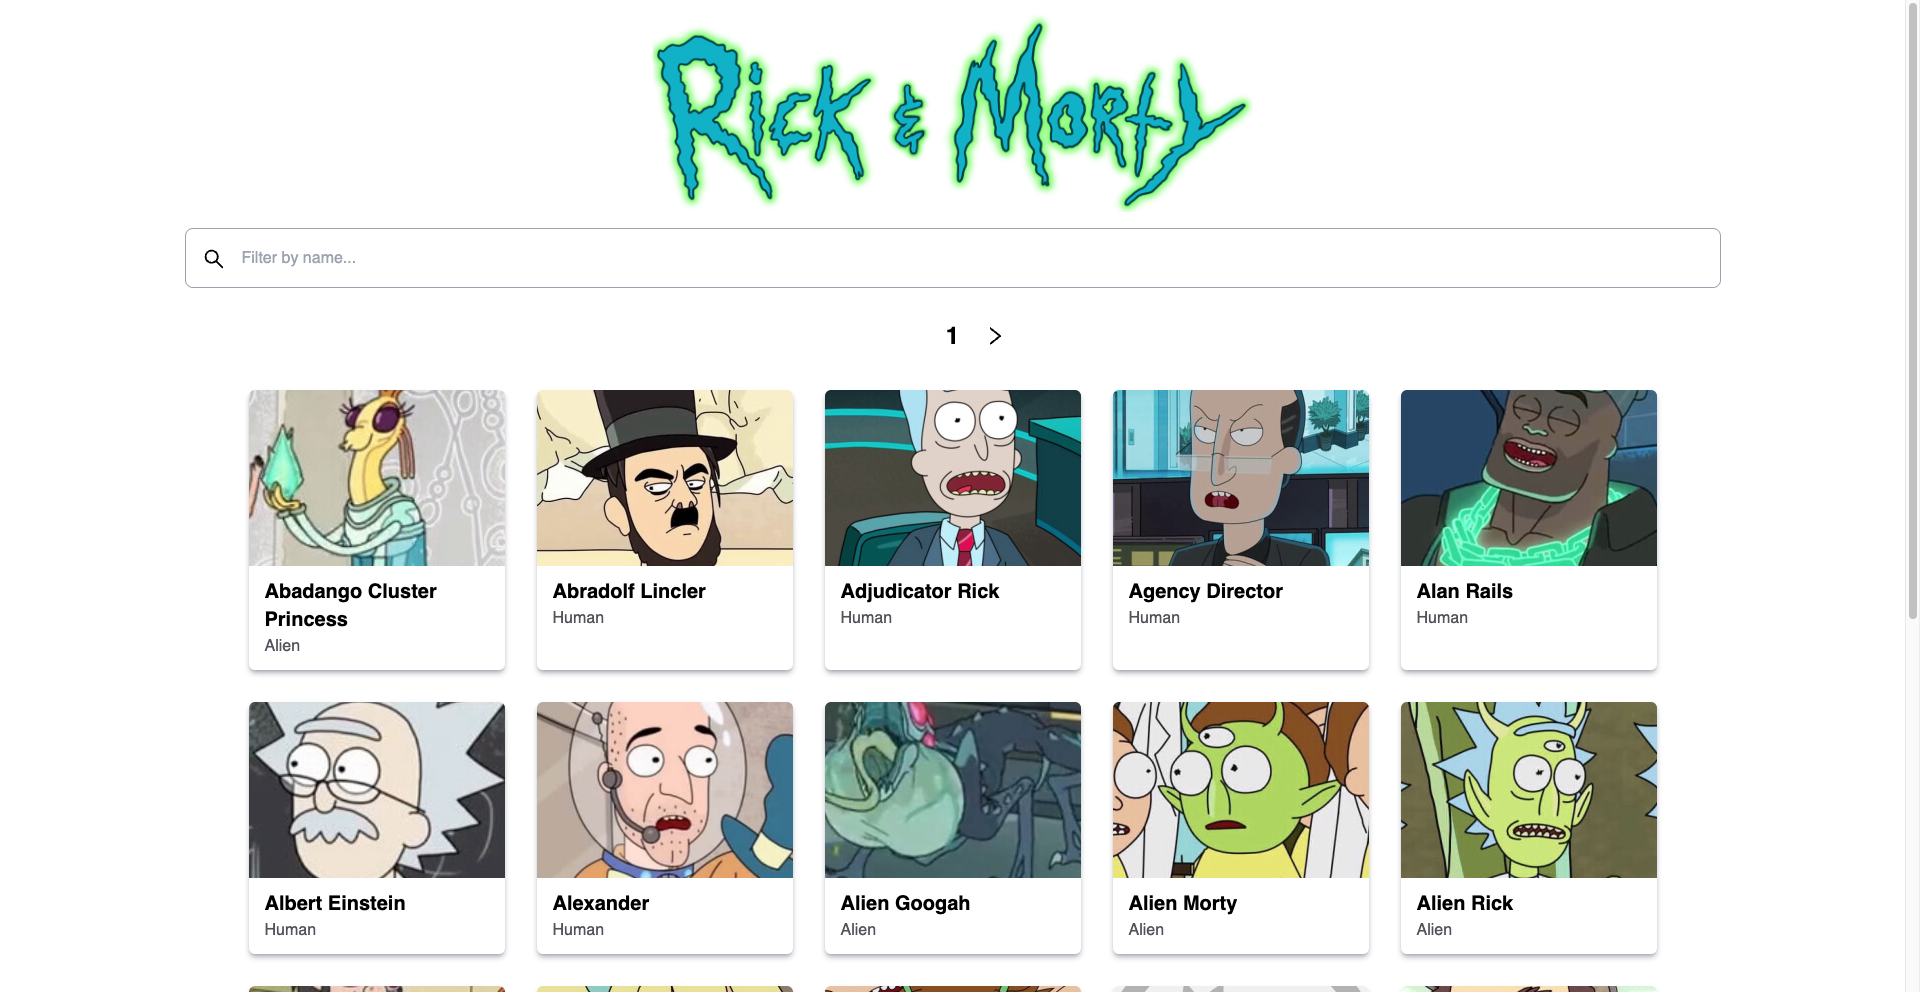 Rick & Morty
Filter by name...
1
Abadango Cluster
Princess
Alien
Abradolf Lincler
Human
Adjudicator Rick
Human
Agency Director
Human
Alan Rails
Human
Albert Einstein
Human
Alexander
Human
Alien Googah
Alien
Alien Morty
Alien
Alien Rick
Alien